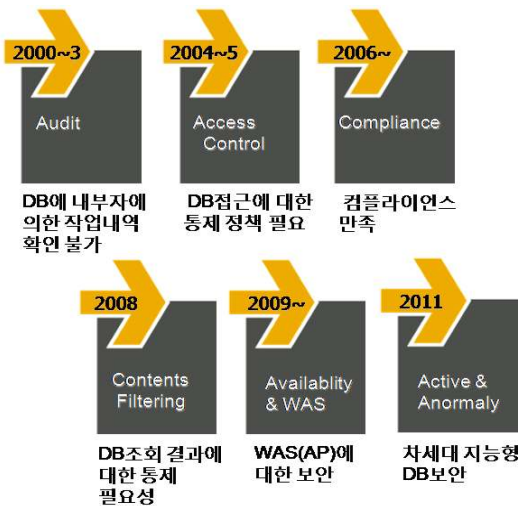 2000~3
Audit
DB에 내부자에
의한 작업내역
확인 불가
2004~5
Access
Control
DB접근에 대한
통제 정책 필요
2006~
Compliance
컴플라이언스
만족
2008
Contents
Filtering
DB조회 결과에
대한 통제
필요성
2009~
Availablity
& WAS
WAS(AP)에
대한 보안
2011
Active &
Anormaly
차세대 지능형
DB보안